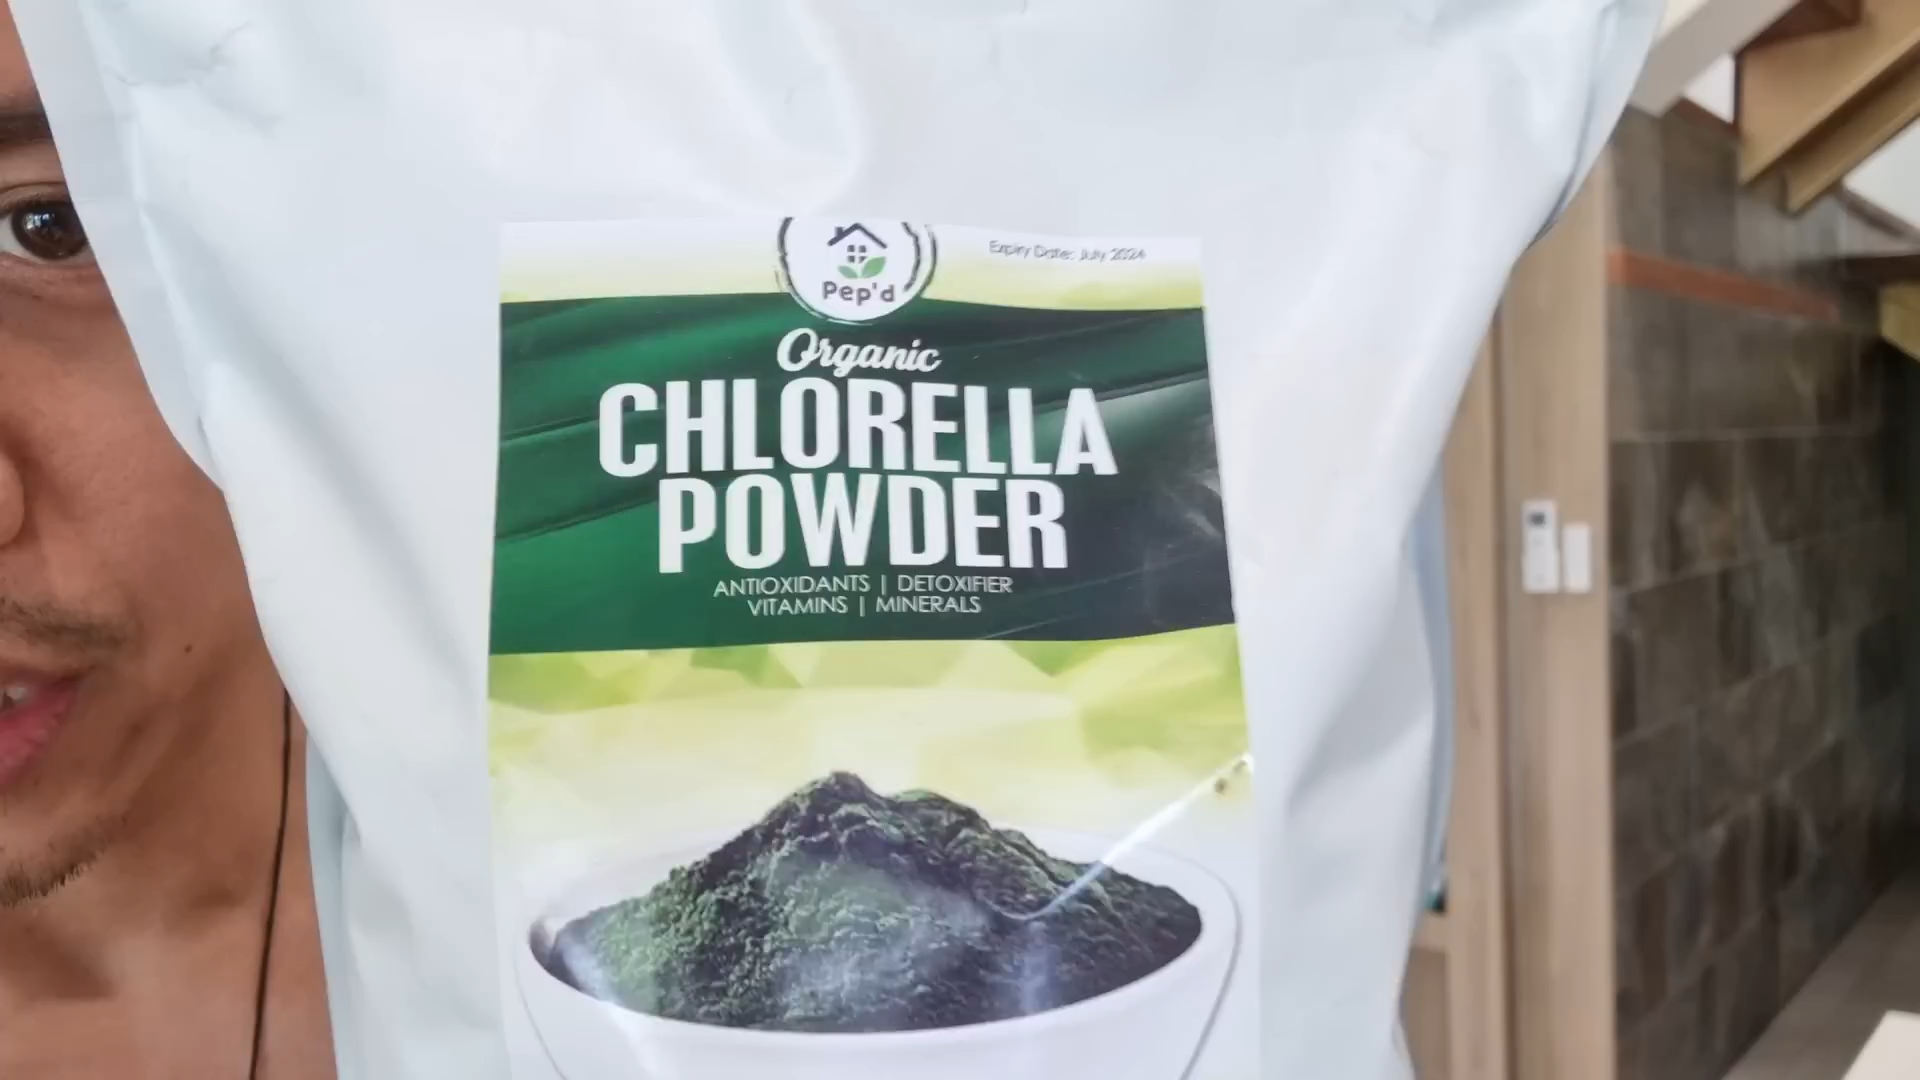 Expiry Date: July 2024
Pep'd
Organic
CHLORELLA
POWDER
ANTIOXIDANTS | DETOXIFIER
VITAMINS | MINERALS